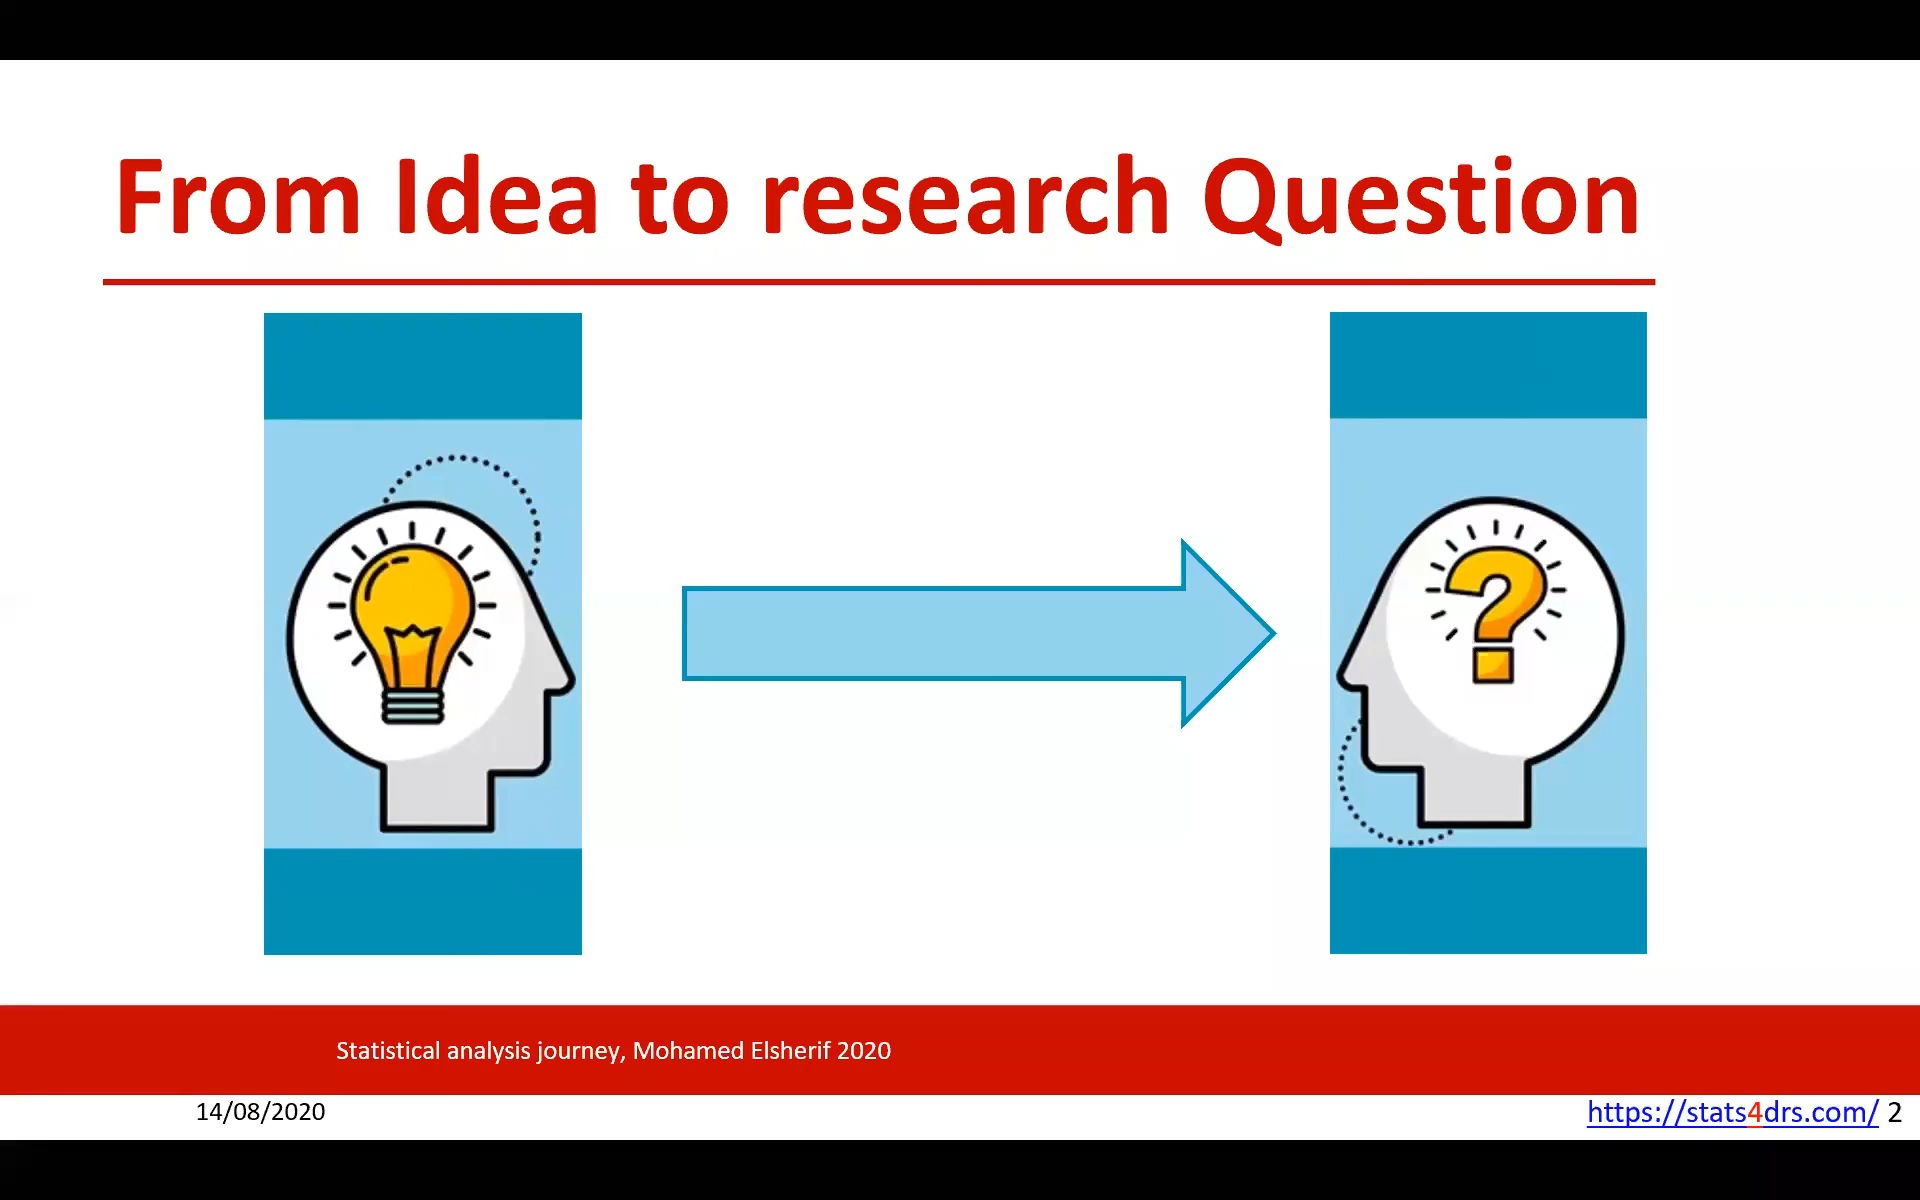 From Idea to research Question
Statistical analysis journey, Mohamed Elsherif 2020
14/08/2020
https://stats4drs.com/ 2